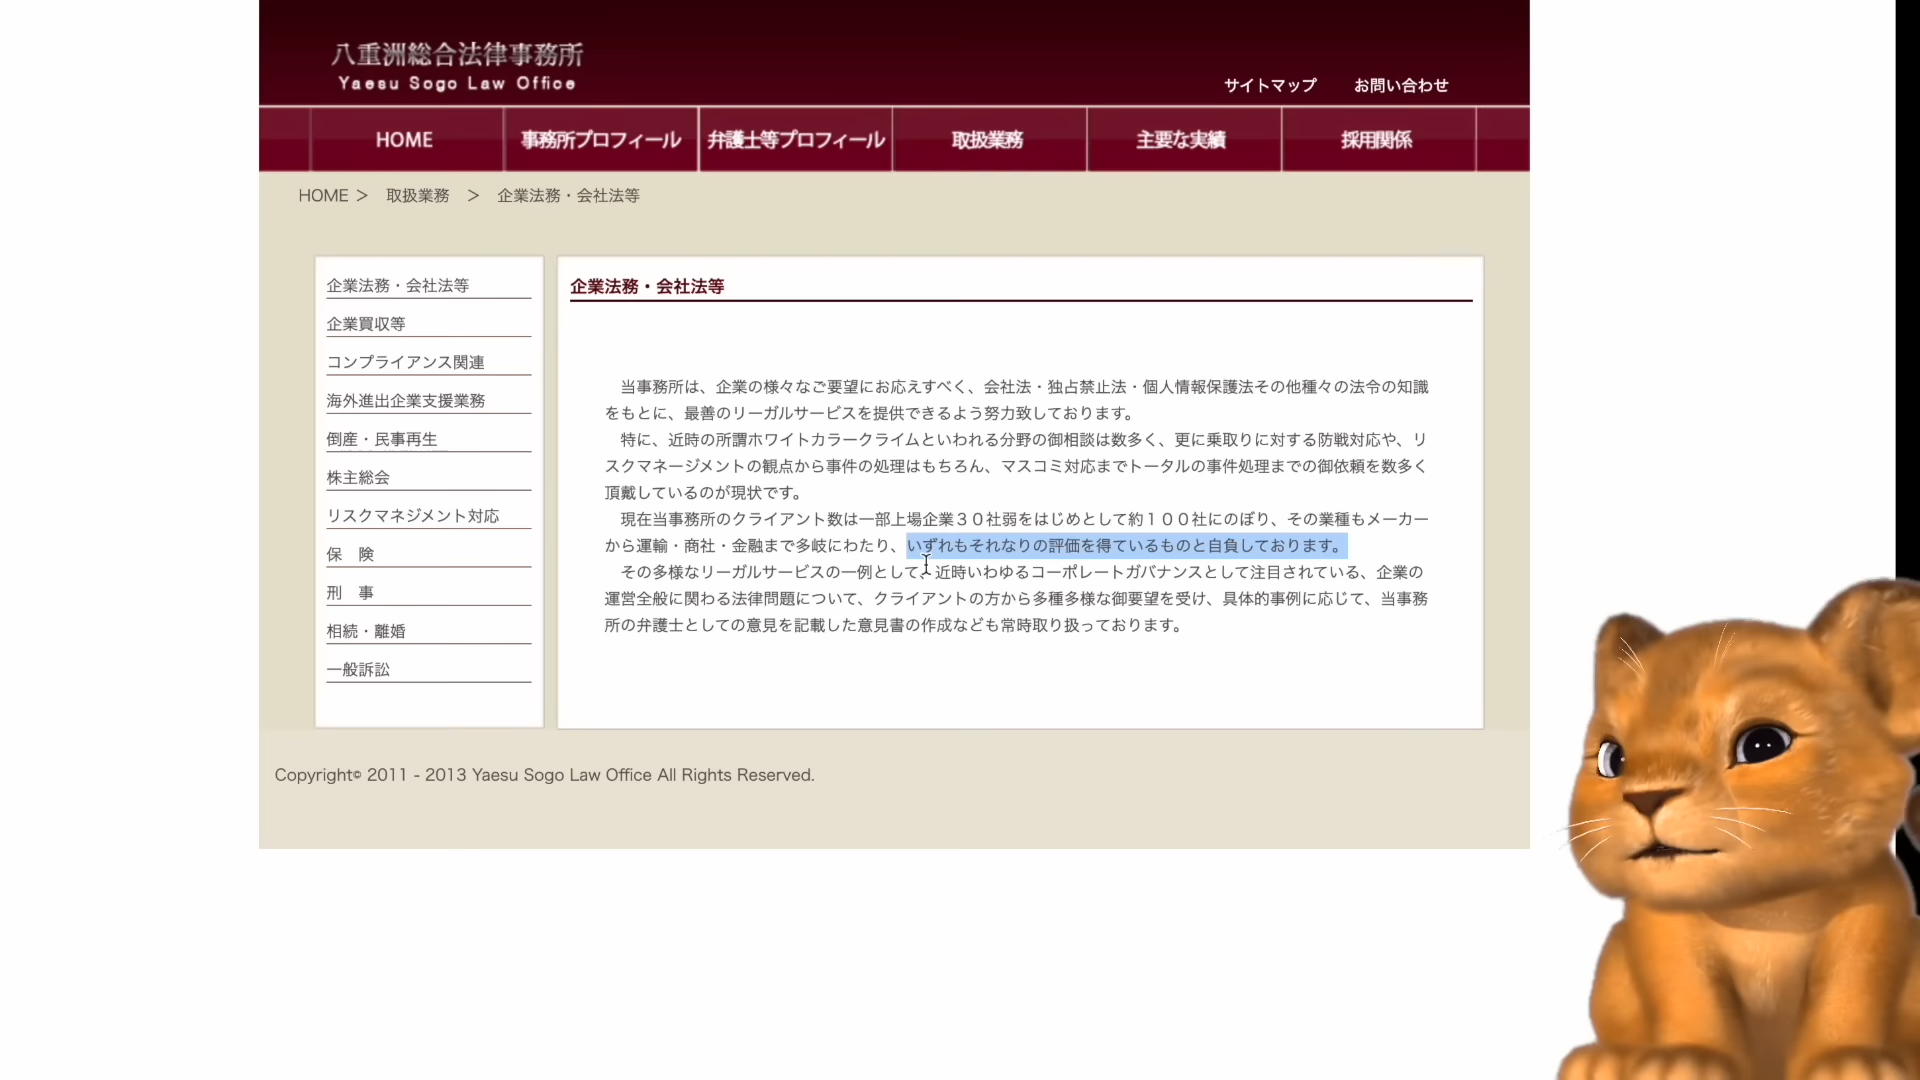 八重洲総合法律事務所
Yaesu Sogo Law Office
サイトマップ
お問い合わせ
HOME
事務所プロフィール
弁護士等プロフィール
取扱業務
主要な実績
採用関係
HOME > 取扱業務 > 企業法務・会社法等
企業法務・会社法等
企業買収等
コンプライアンス関連
海外進出企業支援業務
倒産・民事再生
株主総会
リスクマネジメント対応
保　険
刑　事
相続・離婚
一般訴訟
企業法務・会社法等
当事務所は、企業の様々なご要望にお応えすべく、会社法・独占禁止法・個人情報保護法その他種々の法令の知識
をもとに、最善のリーガルサービスを提供できるよう努力致しております。
特に、近時の所謂ホワイトカラークライムといわれる分野の御相談は数多く、更に乗取りに対する防戦対応や、リ
スクマネージメントの観点から事件の処理はもちろん、マスコミ対応までトータルの事件処理までの御依頼を数多く
頂戴しているのが現状です。
現在当事務所のクライアント数は一部上場企業３０社弱をはじめとして約１００社にのぼり、その業種もメーカー
から運輸・商社・金融まで多岐にわたり、いずれもそれなりの評価を得ているものと自負しております。
その多様なリーガルサービスの一例として、近時いわゆるコーポレートガバナンスとして注目されている、企業の
運営全般に関わる法律問題について、クライアントの方から多種多様な御要望を受け、具体的事例に応じて、当事務
所の弁護士としての意見を記載した意見書の作成なども常時取り扱っております。
Copyright© 2011 - 2013 Yaesu Sogo Law Office All Rights Reserved.